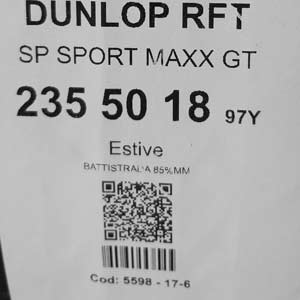 DUNLOP RFT
SP SPORT MAXX GT
235 50 18 97Y
Estive
BATTISTRADA 85%MM
Cod: 5598 - 17-6